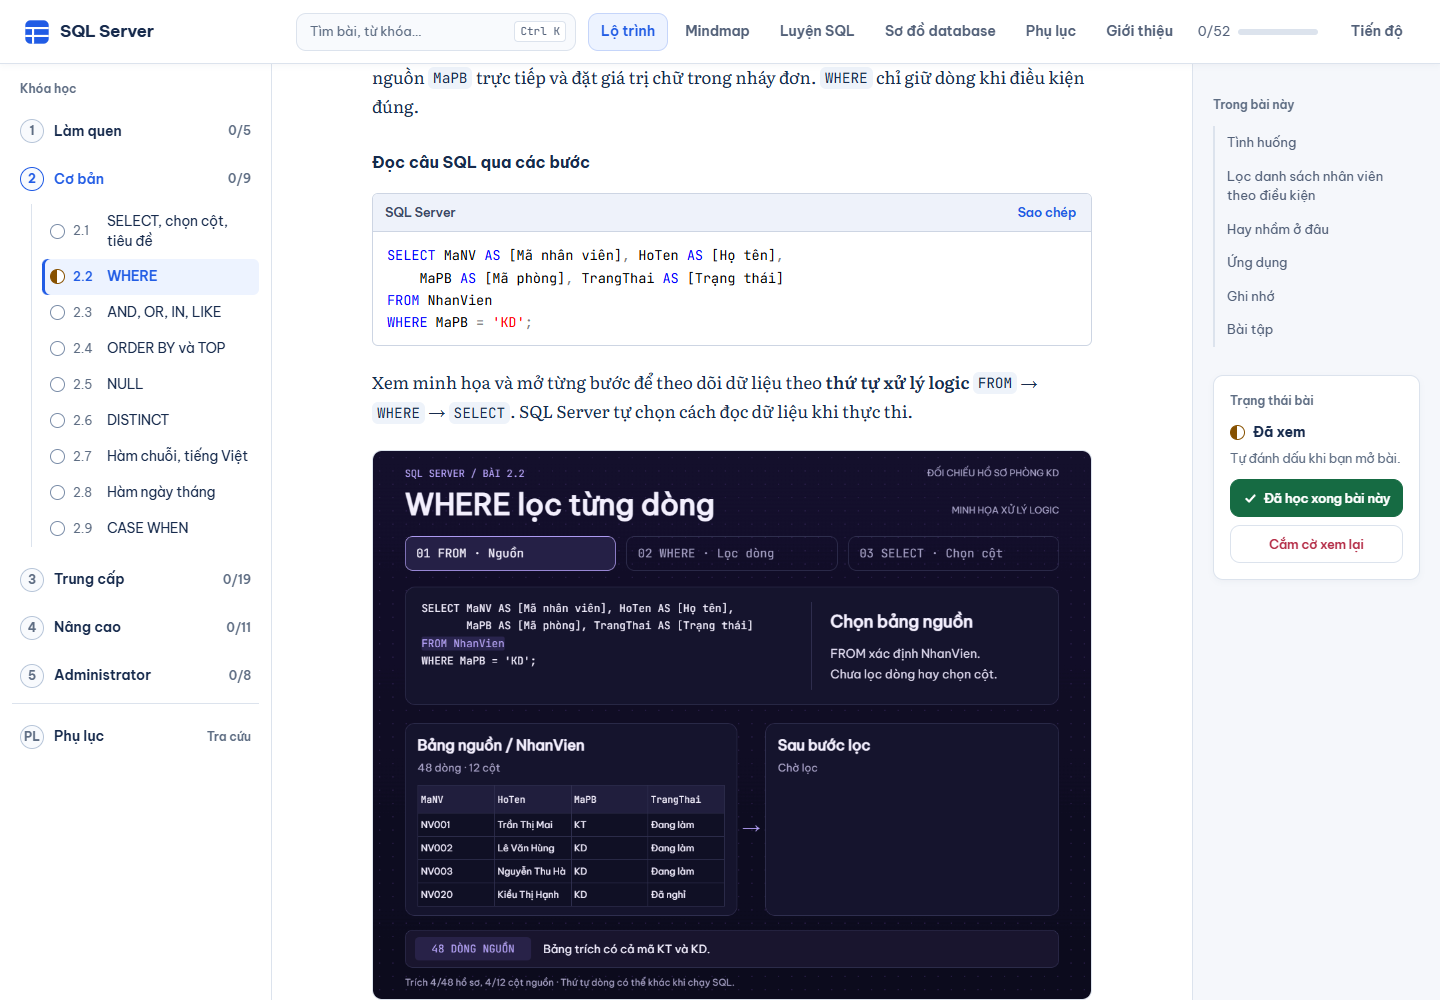 SQL Server
Tìm bài, từ khóa...
Ctrl K
Lộ trình
Mindmap
Luyện SQL
Sơ đồ database
Phụ lục
Giới thiệu
0/52
Tiến độ
Khóa học
1 Làm quen 0/5
2 Cơ bản 0/9
2.1 SELECT, chọn cột,
tiêu đề
2.2 WHERE
2.3 AND, OR, IN, LIKE
2.4 ORDER BY và TOP
2.5 NULL
2.6 DISTINCT
2.7 Hàm chuỗi, tiếng Việt
2.8 Hàm ngày tháng
2.9 CASE WHEN
3 Trung cấp 0/19
4 Nâng cao 0/11
5 Administrator 0/8
PL Phụ lục Tra cứu
nguồn MaPB trực tiếp và đặt giá trị chữ trong nháy đơn. WHERE chỉ giữ dòng khi điều kiện
đúng.
Đọc câu SQL qua các bước
SQL Server Sao chép
SELECT MaNV AS [Mã nhân viên], HoTen AS [Họ tên],
MaPB AS [Mã phòng], TrangThai AS [Trạng thái]
FROM NhanVien
WHERE MaPB = 'KD';
Xem minh họa và mở từng bước để theo dõi dữ liệu theo thứ tự xử lý logic FROM →
WHERE → SELECT. SQL Server tự chọn cách đọc dữ liệu khi thực thi.
SQL SERVER / BÀI 2.2
ĐỐI CHIẾU HỒ SƠ PHÒNG KD
WHERE lọc từng dòng
MINH HỌA XỬ LÝ LOGIC
01 FROM · Nguồn
02 WHERE · Lọc dòng
03 SELECT · Chọn cột
SELECT MaNV AS [Mã nhân viên], HoTen AS [Họ tên],
MaPB AS [Mã phòng], TrangThai AS [Trạng thái]
FROM NhanVien
WHERE MaPB = 'KD';
Chọn bảng nguồn
FROM xác định NhanVien.
Chưa lọc dòng hay chọn cột.
Bảng nguồn / NhanVien
48 dòng · 12 cột
MaNV HoTen MaPB TrangThai
NV001 Trần Thị Mai KT Đang làm
NV002 Lê Văn Hùng KD Đang làm
NV003 Nguyễn Thu Hà KD Đang làm
NV020 Kiều Thị Hạnh KD Đã nghỉ
→
Sau bước lọc
Chờ lọc
48 DÒNG NGUỒN Bảng trích có cả mã KT và KD.
Trích 4/48 hồ sơ, 4/12 cột nguồn · Thứ tự dòng có thể khác khi chạy SQL.
Trong bài này
Tình huống
Lọc danh sách nhân viên
theo điều kiện
Hay nhầm ở đâu
Ứng dụng
Ghi nhớ
Bài tập
Trạng thái bài
Đã xem
Tự đánh dấu khi bạn mở bài.
✓ Đã học xong bài này
Cắm cờ xem lại